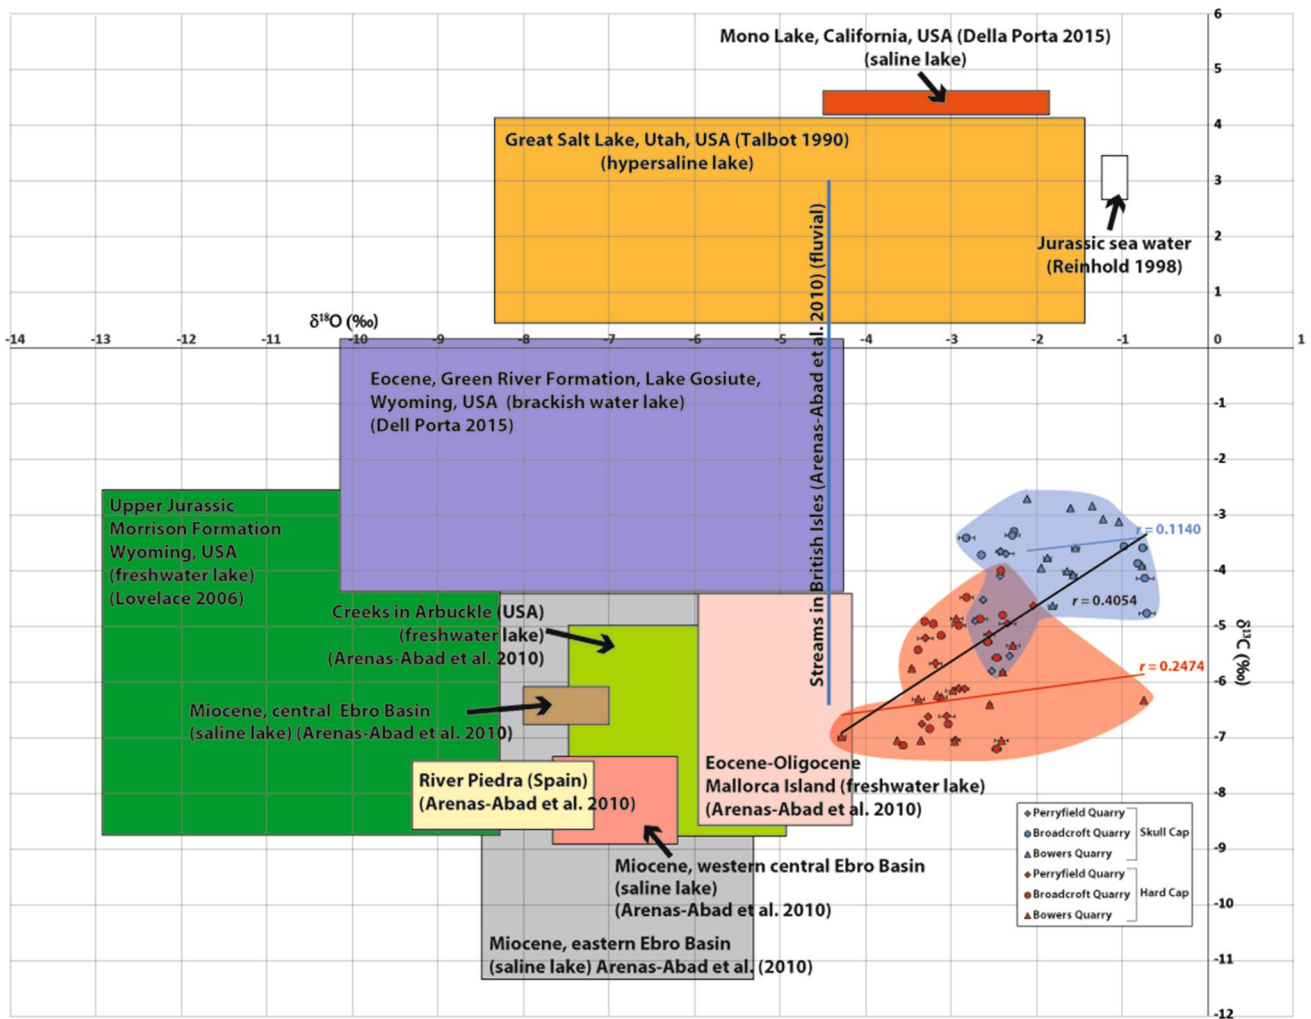 6
Mono Lake, California, USA (Della Porta 2015)
(saline lake)
5
4
Great Salt Lake, Utah, USA (Talbot 1990)
(hypersaline lake)
3
Jurassic sea water
(Reinhold 1998)
2
1
Streams in British Isles (Arenas-Abad et al. 2010) (fluvial)
δ18O (‰)
-14 -13 -12 -11 -10 -9 -8 -7 -6 -5 -4 -3 -2 -1 0 1
Eocene, Green River Formation, Lake Gosiute,
Wyoming, USA (brackish water lake)
(Dell Porta 2015)
-1
-2
Upper Jurassic
Morrison Formation
Wyoming, USA
(freshwater lake)
(Lovelace 2006)
-3
r = 0.1140
-4
r = 0.4054
Creeks in Arbuckle (USA)
(freshwater lake)
(Arenas-Abad et al. 2010)
-5
δ13C (‰)
r = 0.2474
-6
Miocene, central Ebro Basin
(saline lake) (Arenas-Abad et al. 2010)
-7
River Piedra (Spain)
(Arenas-Abad et al. 2010)
Eocene-Oligocene
Mallorca Island (freshwater lake)
(Arenas-Abad et al. 2010)
-8
Perryfield Quarry
Broadcroft Quarry Skull Cap
Bowers Quarry
Perryfield Quarry
Broadcroft Quarry Hard Cap
Bowers Quarry
-9
Miocene, western central Ebro Basin
(saline lake)
(Arenas-Abad et al. 2010)
-10
Miocene, eastern Ebro Basin
(saline lake) Arenas-Abad et al. (2010)
-11
-12